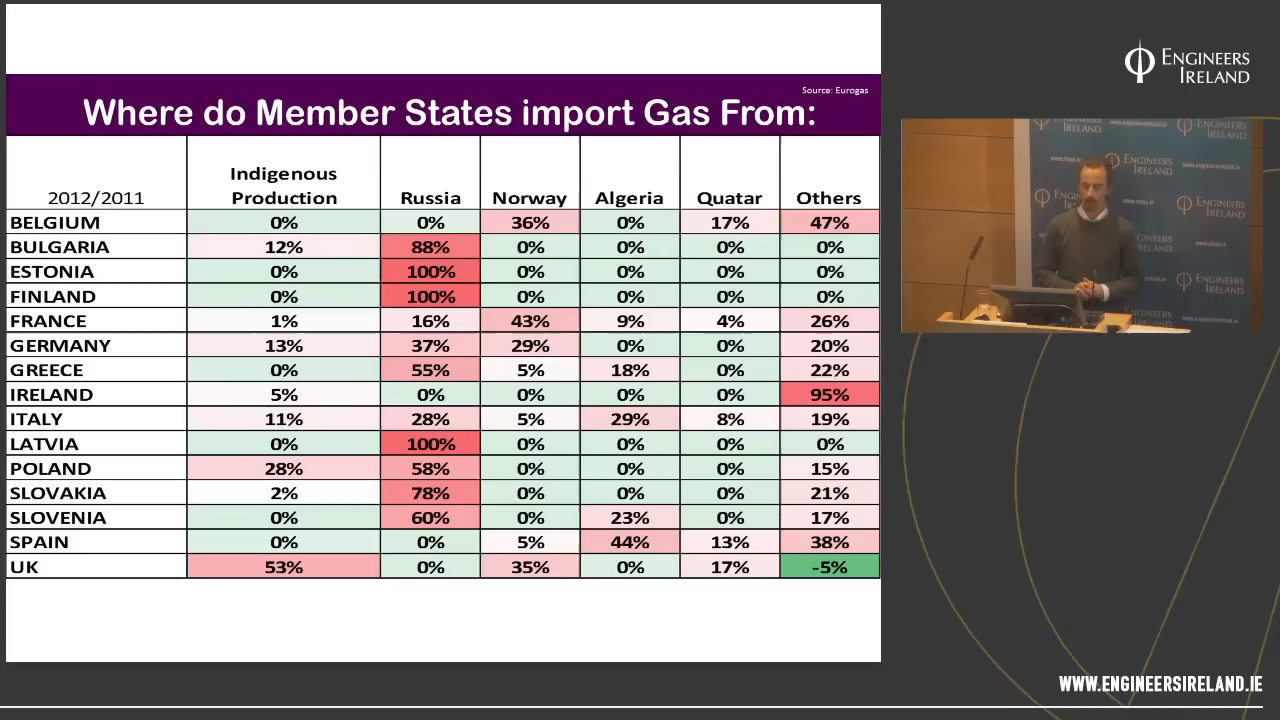 Source: Eurogas
Where do Member States import Gas From:
2012/2011 Indigenous Production Russia Norway Algeria Quatar Others
BELGIUM 0% 0% 36% 0% 17% 47%
BULGARIA 12% 88% 0% 0% 0% 0%
ESTONIA 0% 100% 0% 0% 0% 0%
FINLAND 0% 100% 0% 0% 0% 0%
FRANCE 1% 16% 43% 9% 4% 26%
GERMANY 13% 37% 29% 0% 0% 20%
GREECE 0% 55% 5% 18% 0% 22%
IRELAND 5% 0% 0% 0% 0% 95%
ITALY 11% 28% 5% 29% 8% 19%
LATVIA 0% 100% 0% 0% 0% 0%
POLAND 28% 58% 0% 0% 0% 15%
SLOVAKIA 2% 78% 0% 0% 0% 21%
SLOVENIA 0% 60% 0% 23% 0% 17%
SPAIN 0% 0% 5% 44% 13% 38%
UK 53% 0% 35% 0% 17% -5%
ENGINEERS
IRELAND
ENGINEERS
IRELAND
ENGINEERS
IRELAND
WWW.ENGINEERSIRELAND.IE